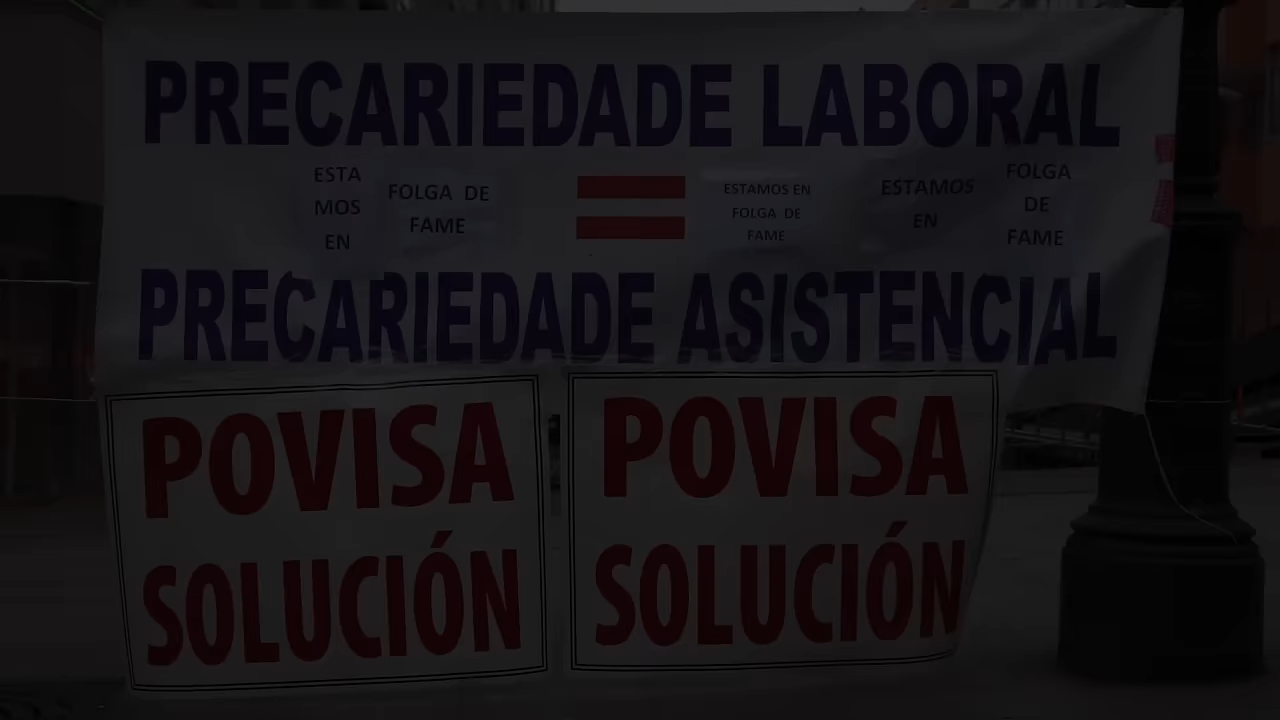 PRECARIEDADE LABORAL
ESTA
MOS
EN
FOLGA DE
FAME
=
ESTAMOS EN
FOLGA DE
FAME
ESTAMOS
EN
FOLGA
DE
FAME
PRECARIEDADE ASISTENCIAL
POVISA
SOLUCIÓN
POVISA
SOLUCIÓN